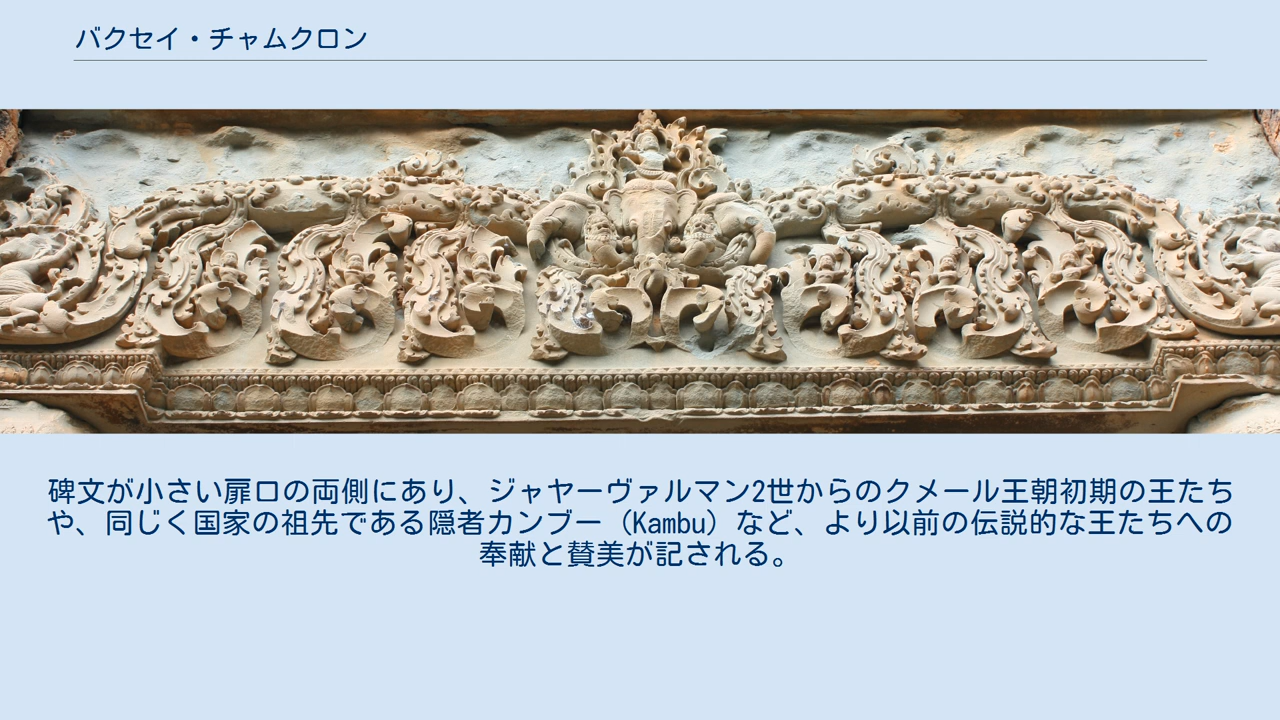 バクセイ・チャムクロン
碑文が小さい扉口の両側にあり、ジャヤーヴァルマン2世からのクメール王朝初期の王たち
や、同じく国家の祖先である隠者カンブー（Kambu）など、より以前の伝説的な王たちへの
奉献と賛美が記される。